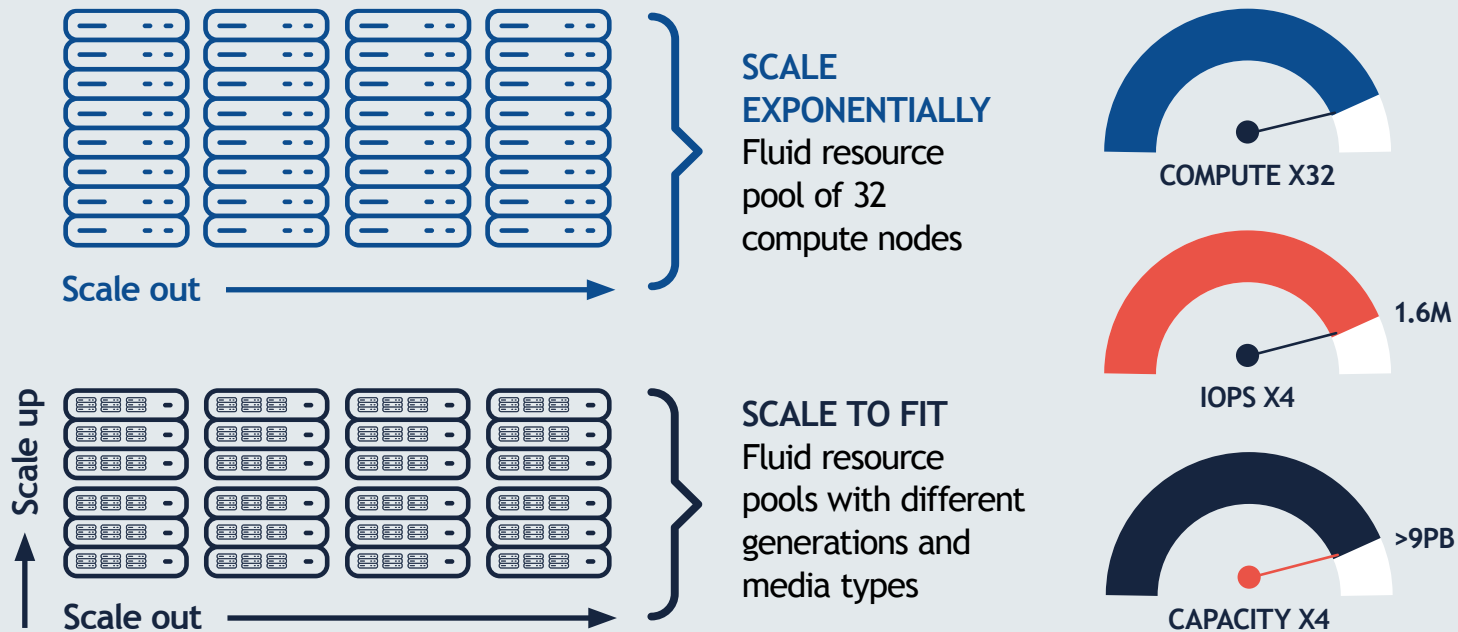 SCALE
EXPONENTIALLY
Fluid resource
pool of 32
compute nodes
Scale out
COMPUTE X32
1.6M
IOPS X4
Scale up
SCALE TO FIT
Fluid resource
pools with different
generations and
media types
Scale out
>9PB
CAPACITY X4